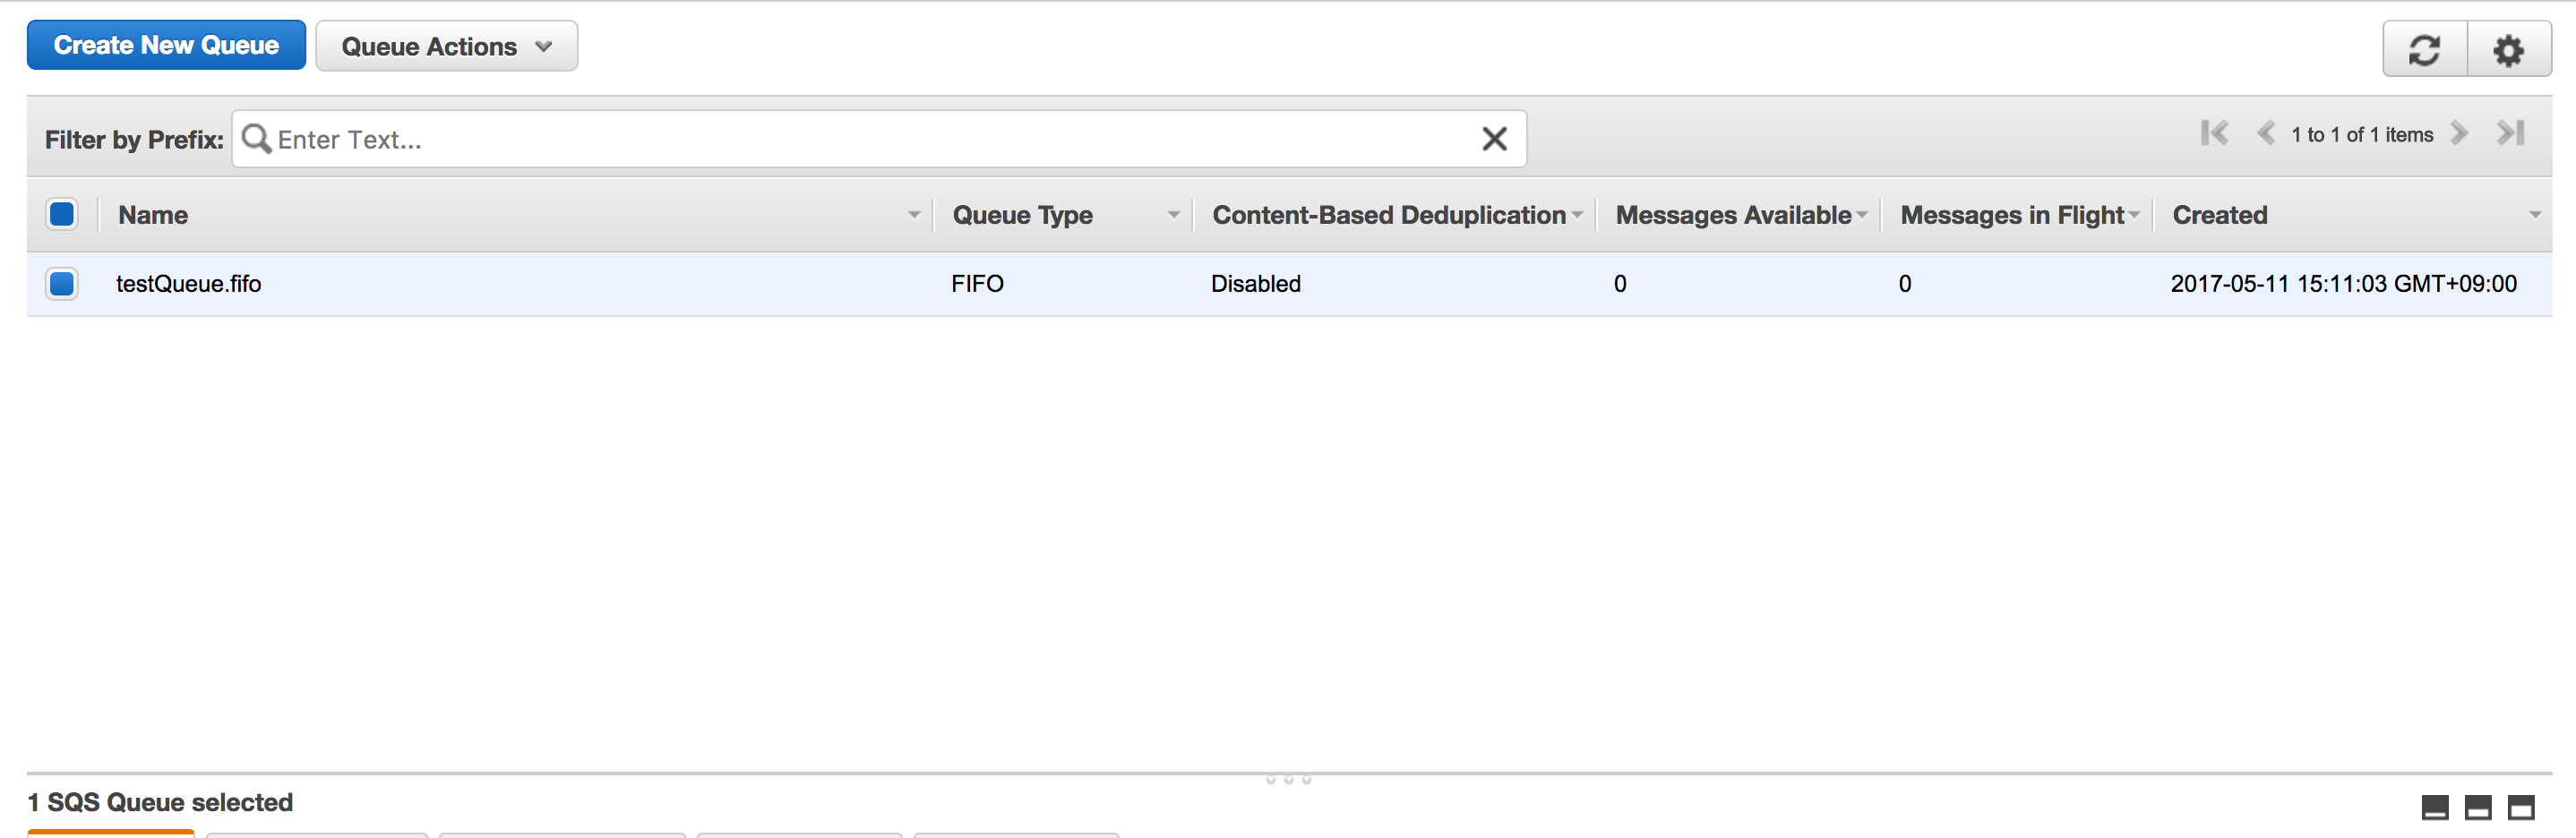 Create New Queue Queue Actions
Filter by Prefix: Enter Text... 1 to 1 of 1 items
Name Queue Type Content-Based Deduplication Messages Available Messages in Flight Created
testQueue.fifo FIFO Disabled 0 0 2017-05-11 15:11:03 GMT+09:00
1 SQS Queue selected